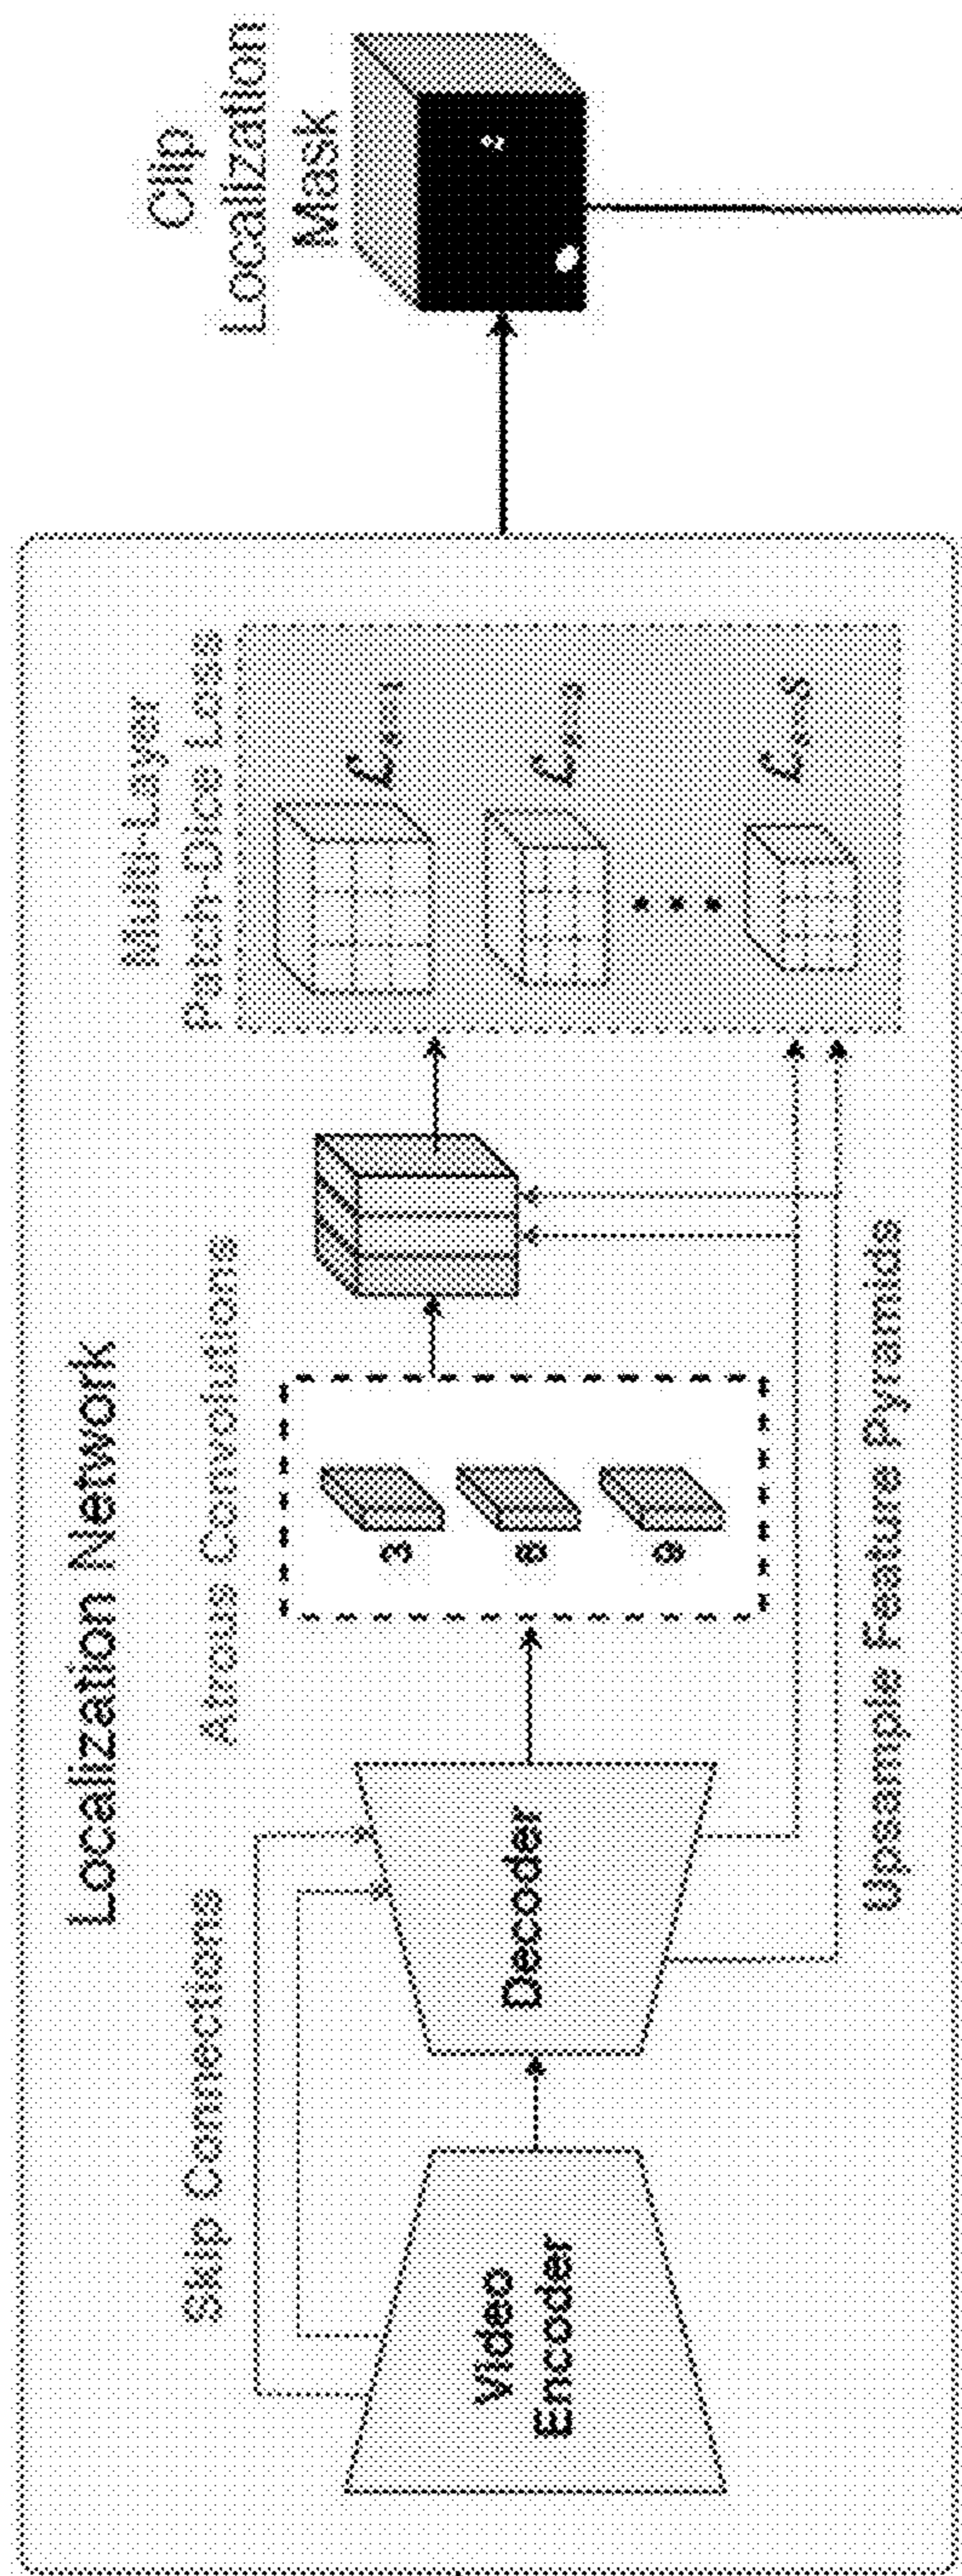 Localization Network
Skip Connections
Atrous Convolutions
Multi-Layer
Patch-Dice Loss
Clip
Localization
Mask
Video
Encoder
Decoder
3
Upsample Feature Pyramids